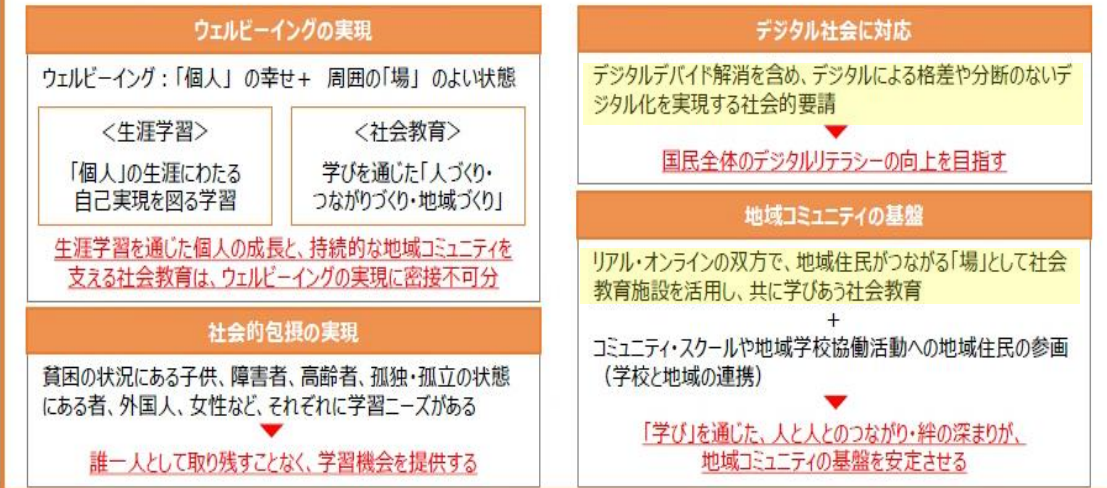 ウェルビーイングの実現
ウェルビーイング:「個人」の幸せ+ 周囲の「場」のよい状態
<生涯学習>
「個人」の生涯にわたる
自己実現を図る学習
<社会教育>
学びを通じた「人づくり・
つながりづくり・地域づくり」
生涯学習を通じた個人の成長と、持続的な地域コミュニティを
支える社会教育は、ウェルビーイングの実現に密接不可分
社会的包摂の実現
貧困の状況にある子供、障害者、高齢者、孤独・孤立の状態
にある者、外国人、女性など、それぞれに学習ニーズがある
誰一人として取り残すことなく、学習機会を提供する
デジタル社会に対応
デジタルデバイド解消を含め、デジタルによる格差や分断のないデ
ジタル化を実現する社会的要請
国民全体のデジタルリテラシーの向上を目指す
地域コミュニティの基盤
リアル・オンラインの双方で、地域住民がつながる「場」として社会
教育施設を活用し、共に学びあう社会教育
+
コミュニティ・スクールや地域学校協働活動への地域住民の参画
(学校と地域の連携)
「学び」を通じた、人と人とのつながり・絆の深まりが、
地域コミュニティの基盤を安定させる